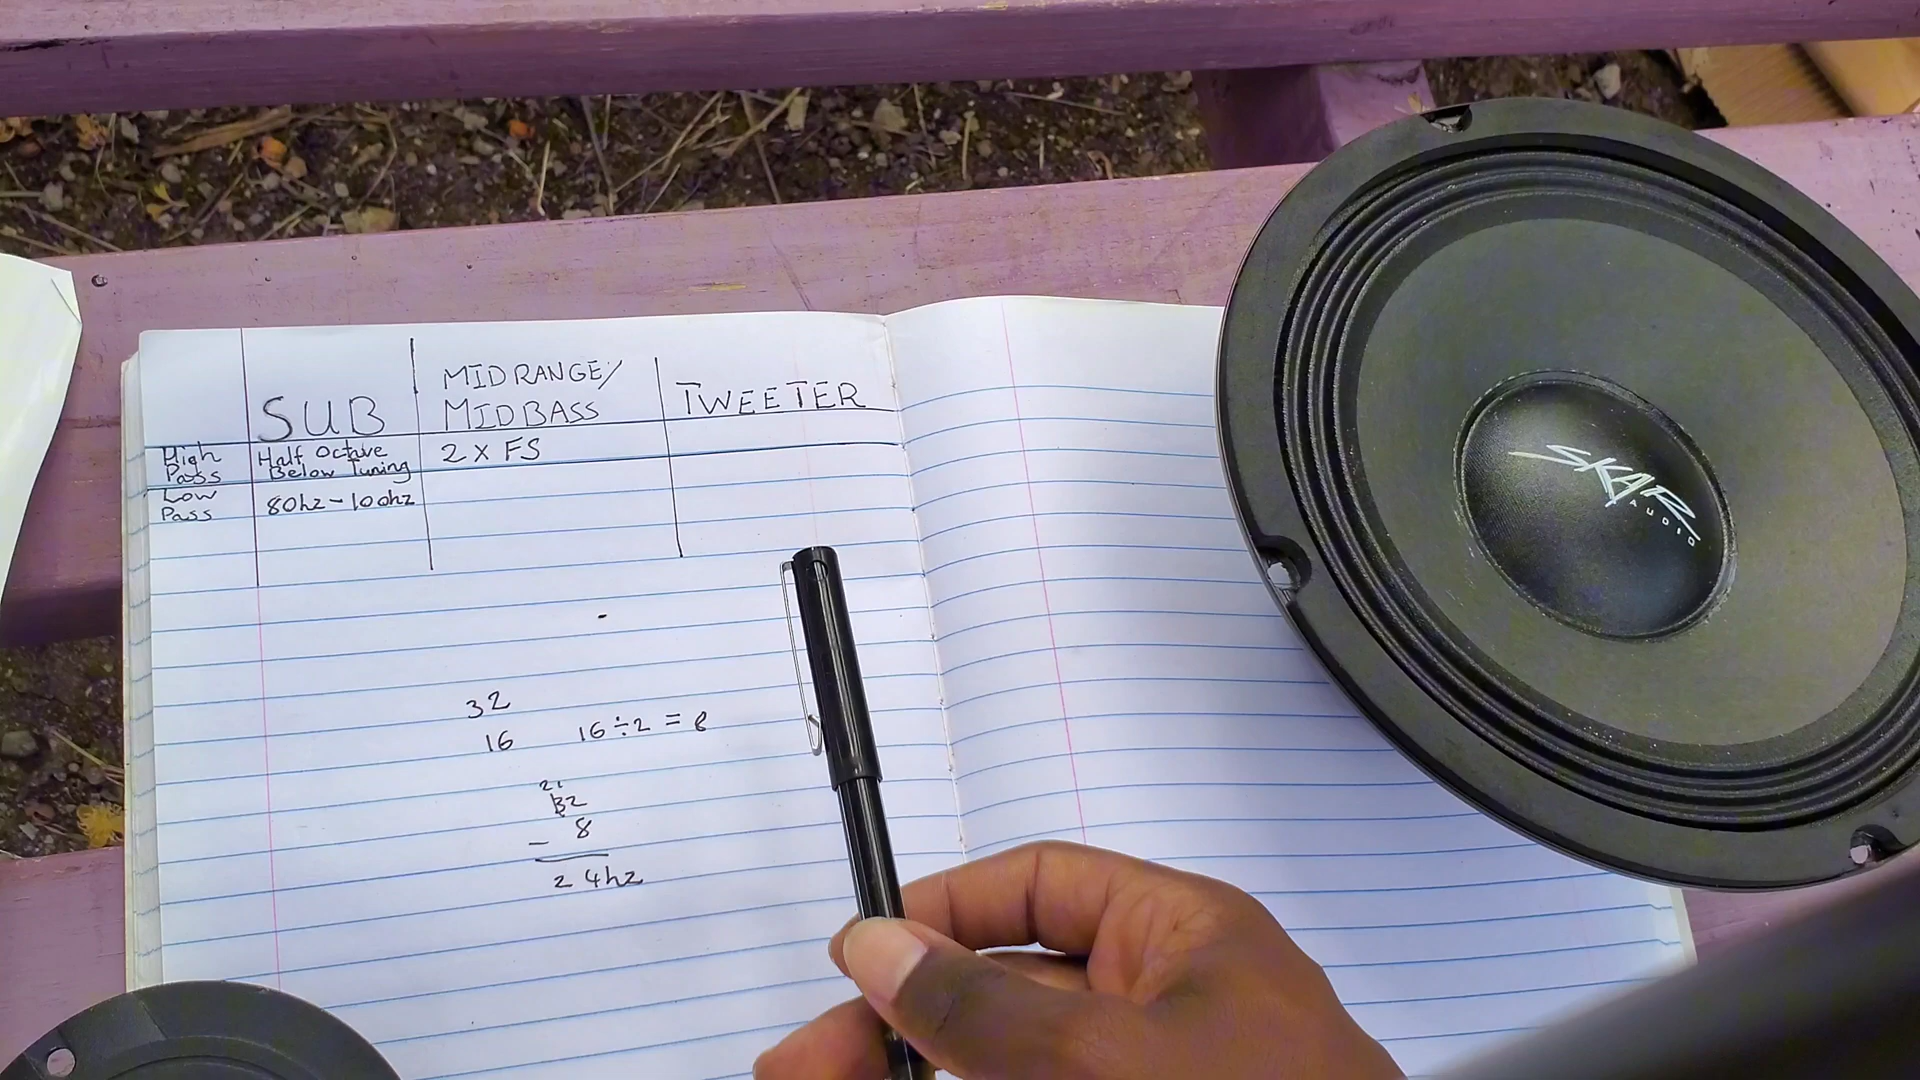 SUB
MIDRANGE/
MIDBASS
TWEETER
High
Pass
Half Octave
Below Tuning
2 X FS
Low
Pass
80hz - 100hz
32
16
16 ÷ 2 = 8
21
32
- 8
24hz
SKAR
AUDIO